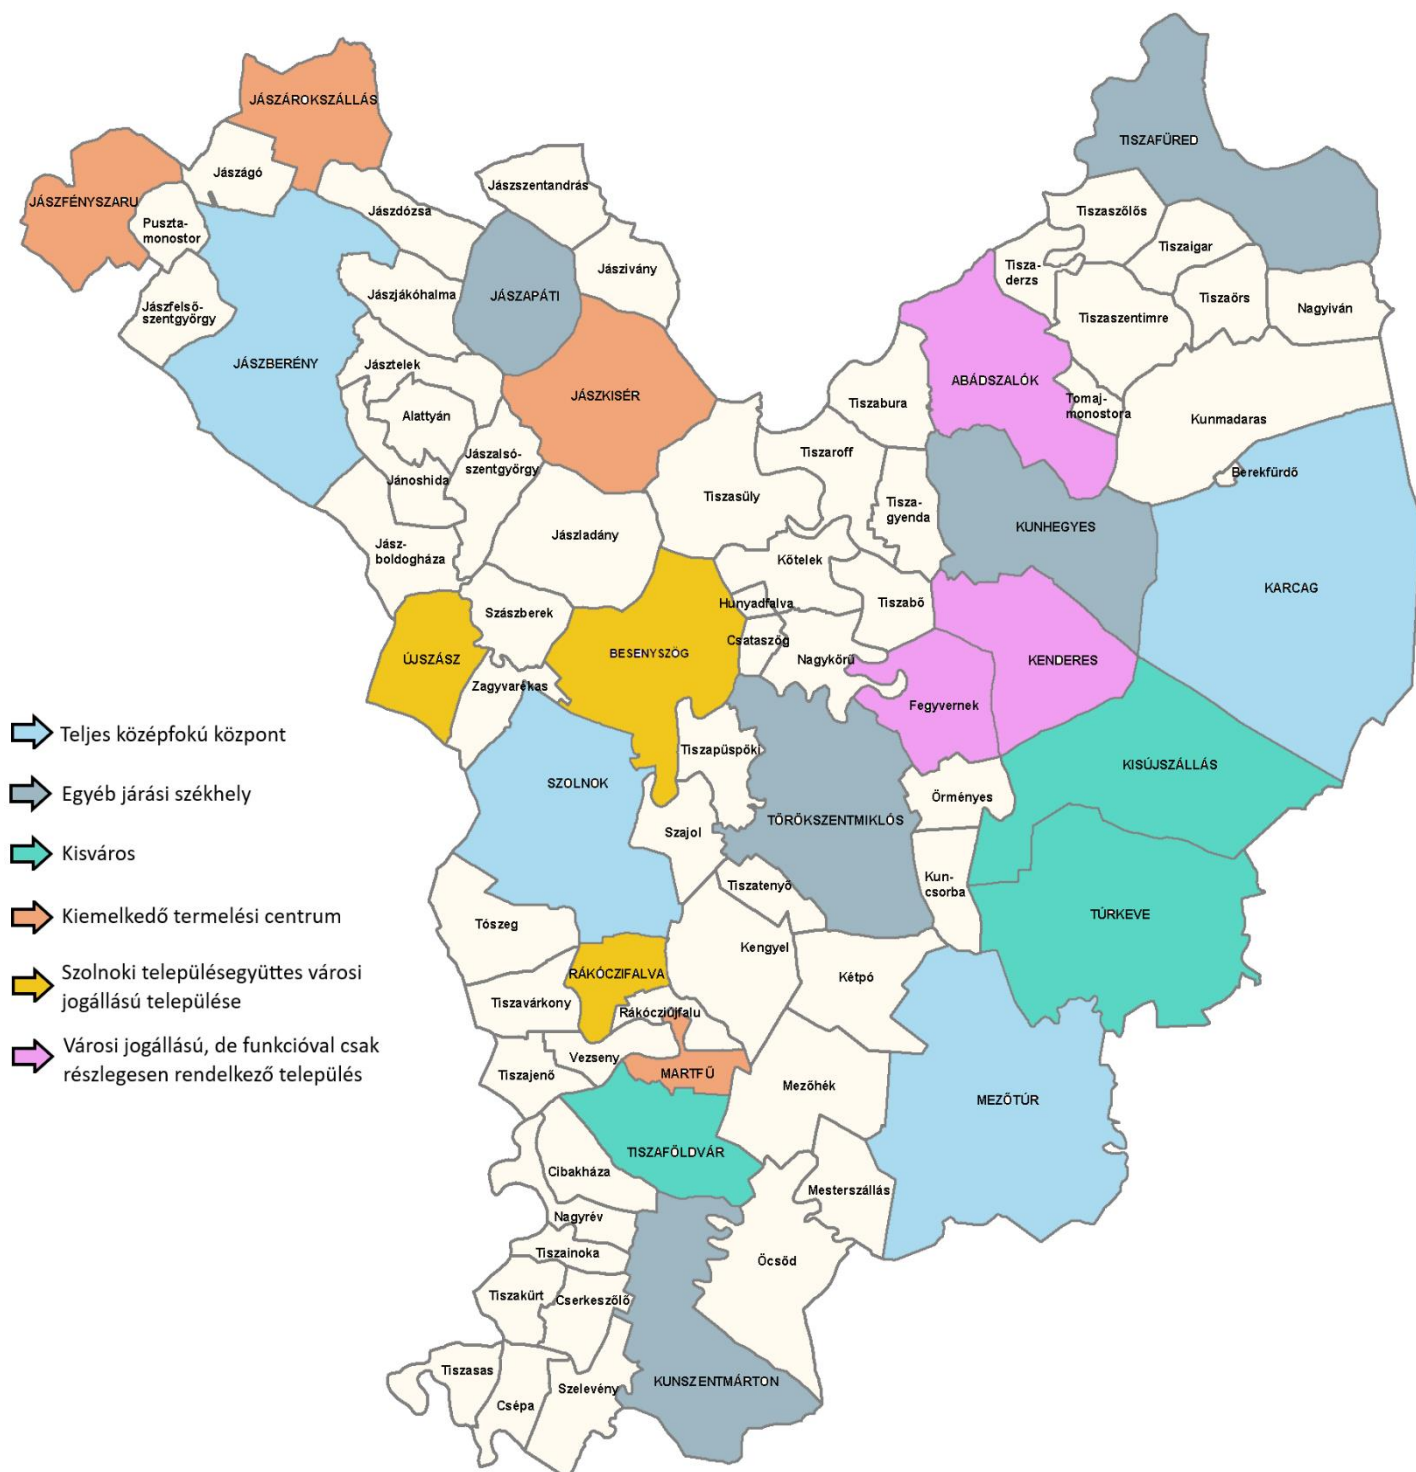 JÁSZÁROKSZÁLLÁS
TISZAFÜRED
Jászágó
Jászszentandrás
JÁSZFÉNYSZARU
Jászdózsa
Tiszaszőlős
Puszta-
monostor
Tiszaigar
Jászivány
Tisza-
derzs
Jászjákóhalma
JÁSZAPÁTI
Tiszaörs
Nagyiván
Jászfelső-
szentgyörgy
Tiszaszentimre
JÁSZBERÉNY
Jásztelek
ABÁDSZALÓK
JÁSZKISÉR
Tiszabura
Tomaj-
monostora
Alattyán
Kunmadaras
Jászalsó-
szentgyörgy
Tiszaroff
Berekfürdő
Jánoshida
Tiszasüly
Tisza-
gyenda
KUNHEGYES
Jászladány
Jász-
boldogháza
Kőtelek
KARCAG
Szászberek
Hunyadfalva
Tiszabő
Csataszög
ÚJSZÁSZ
BESENYSZÖG
Nagykörű
KENDERES
Zagyvarékas
Fegyvernek
Teljes középfokú központ
Tiszapüspöki
KISÚJSZÁLLÁS
SZOLNOK
Egyéb járási székhely
Örményes
TÖRÖKSZENTMIKLÓS
Szajol
Kisváros
Tiszatenyő
Kun-
csorba
TÚRKEVE
Kiemelkedő termelési centrum
Tószeg
Kengyel
Szolnoki településegyüttes városi
jogállású települése
RÁKÓCZIFALVA
Kétpó
Tiszavárkony
Rákócziújfalu
Városi jogállású, de funkcióval csak
részlegesen rendelkező település
Vezseny
Tiszajenő
MARTFŰ
Mezőhék
MEZŐTÚR
TISZAFÖLDVÁR
Cibakháza
Mesterszállás
Nagyrév
Tiszainoka
Öcsöd
Tiszakürt
Cserkeszőlő
Tiszasas
KUNSZENTMÁRTON
Szelevény
Csépa